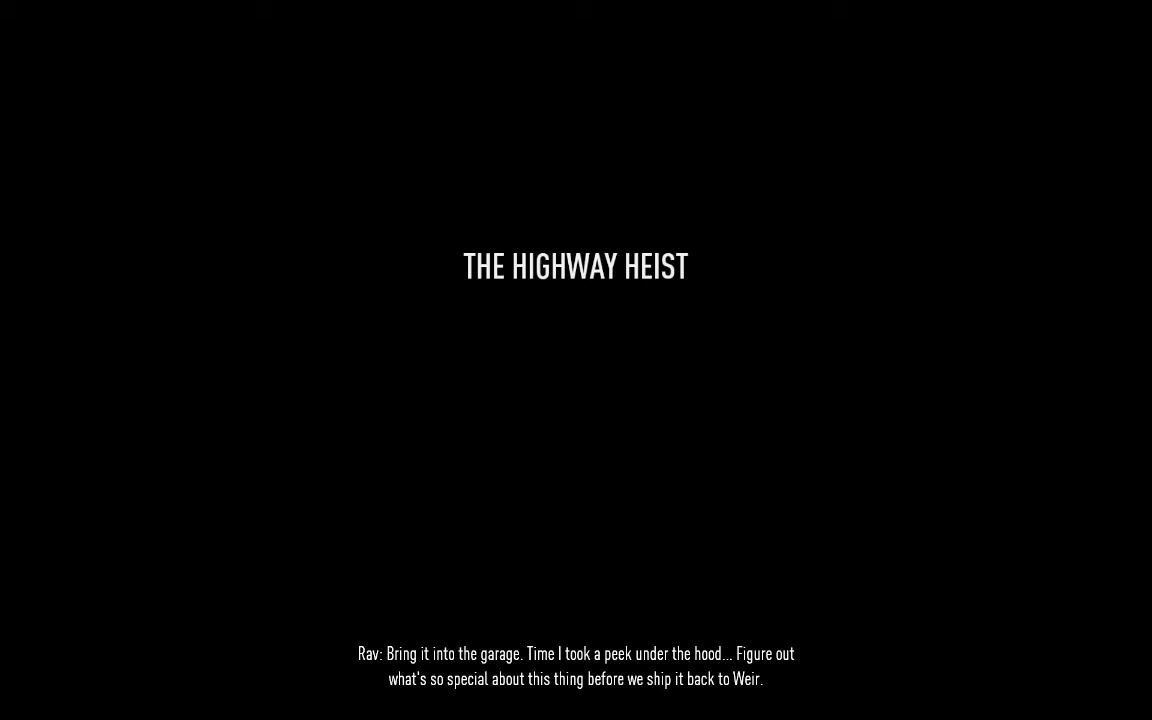 THE HIGHWAY HEIST
Rav: Bring it into the garage. Time I took a peek under the hood... Figure out
what's so special about this thing before we ship it back to Weir.